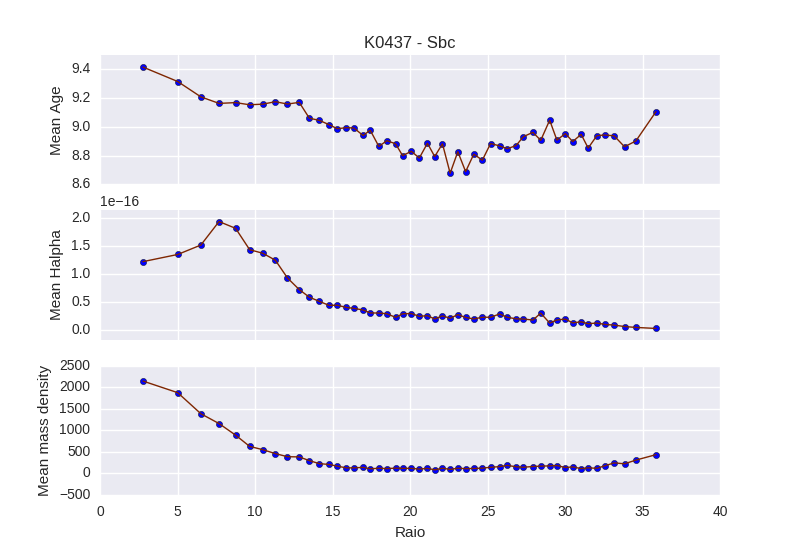 K0437 - Sbc
9.4
9.2
9.0
8.8
8.6
Mean Age
1e−16
2.0
1.5
1.0
0.5
0.0
Mean Halpha
2500
2000
1500
1000
500
0
−500
Mean mass density
0 5 10 15 20 25 30 35 40
Raio